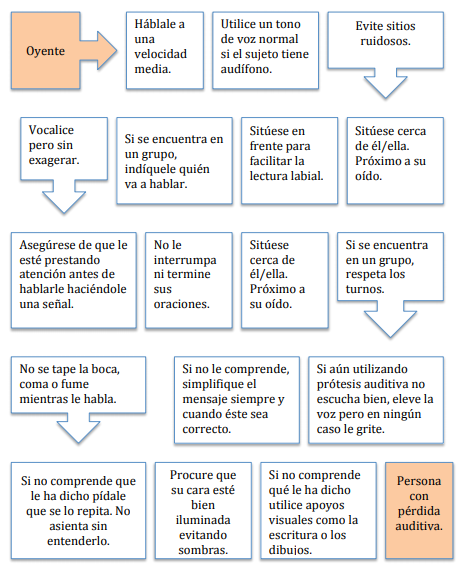 Oyente
Háblale a
una
velocidad
media.
Utilice un tono
de voz normal
si el sujeto tiene
audífono.
Evite sitios
ruidosos.
Vocalice
pero sin
exagerar.
Si se encuentra en
un grupo,
indíquele quién
va a hablar.
Sitúese en
frente para
facilitar la
lectura labial.
Sitúese cerca
de él/ella.
Próximo a su
oído.
Asegúrese de que le
esté prestando
atención antes de
hablarle haciéndole
una señal.
No le
interrumpa
ni termine
sus
oraciones.
Sitúese
cerca de
él/ella.
Próximo a
su oído.
Si se encuentra
en un grupo,
respeta los
turnos.
No se tape la boca,
coma o fume
mientras le habla.
Si no le comprende,
simplifique el
mensaje siempre y
cuando éste sea
correcto.
Si aún utilizando
prótesis auditiva no
escucha bien, eleve la
voz pero en ningún
caso le grite.
Si no comprende que
le ha dicho pídale
que se lo repita. No
asienta sin
entenderlo.
Procure que
su cara esté
bien
iluminada
evitando
sombras.
Si no comprende
qué le ha dicho
utilice apoyos
visuales como la
escritura o los
dibujos.
Persona
con
pérdida
auditiva.